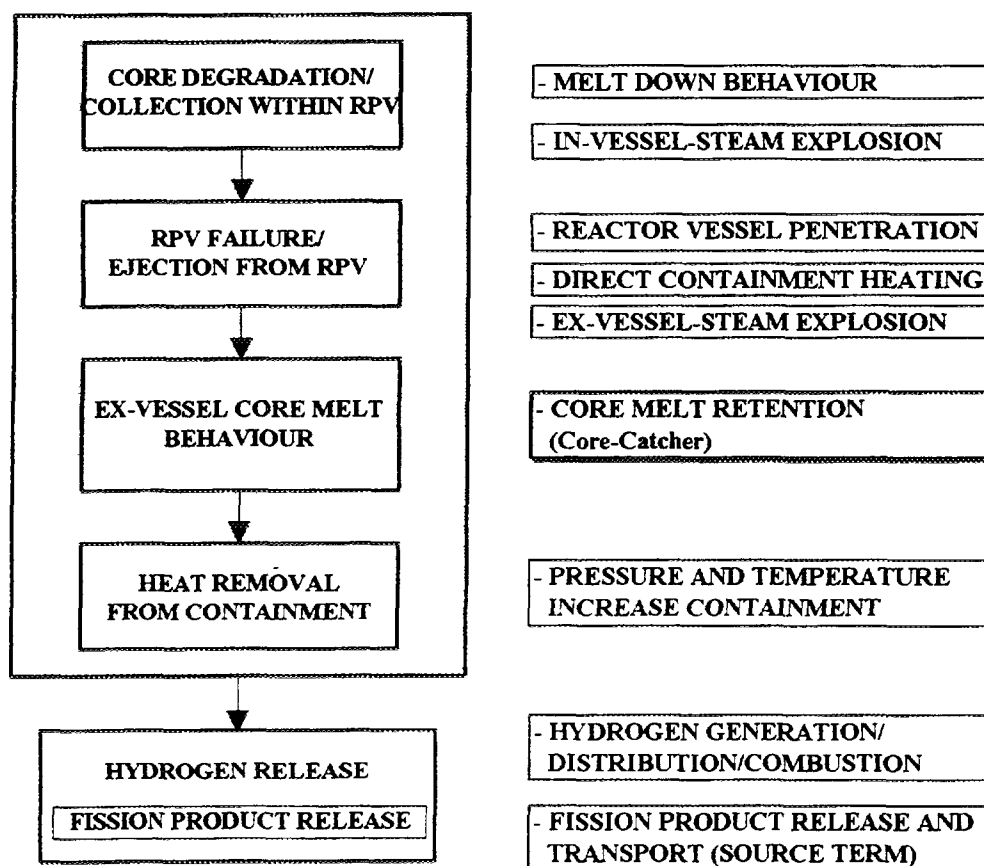 CORE DEGRADATION/
COLLECTION WITHIN RPV
- MELT DOWN BEHAVIOUR
- IN-VESSEL-STEAM EXPLOSION
RPV FAILURE/
EJECTION FROM RPV
- REACTOR VESSEL PENETRATION
- DIRECT CONTAINMENT HEATING
- EX-VESSEL-STEAM EXPLOSION
EX-VESSEL CORE MELT
BEHAVIOUR
- CORE MELT RETENTION
(Core-Catcher)
HEAT REMOVAL
FROM CONTAINMENT
- PRESSURE AND TEMPERATURE
INCREASE CONTAINMENT
HYDROGEN RELEASE
FISSION PRODUCT RELEASE
- HYDROGEN GENERATION/
DISTRIBUTION/COMBUSTION
- FISSION PRODUCT RELEASE AND
TRANSPORT (SOURCE TERM)